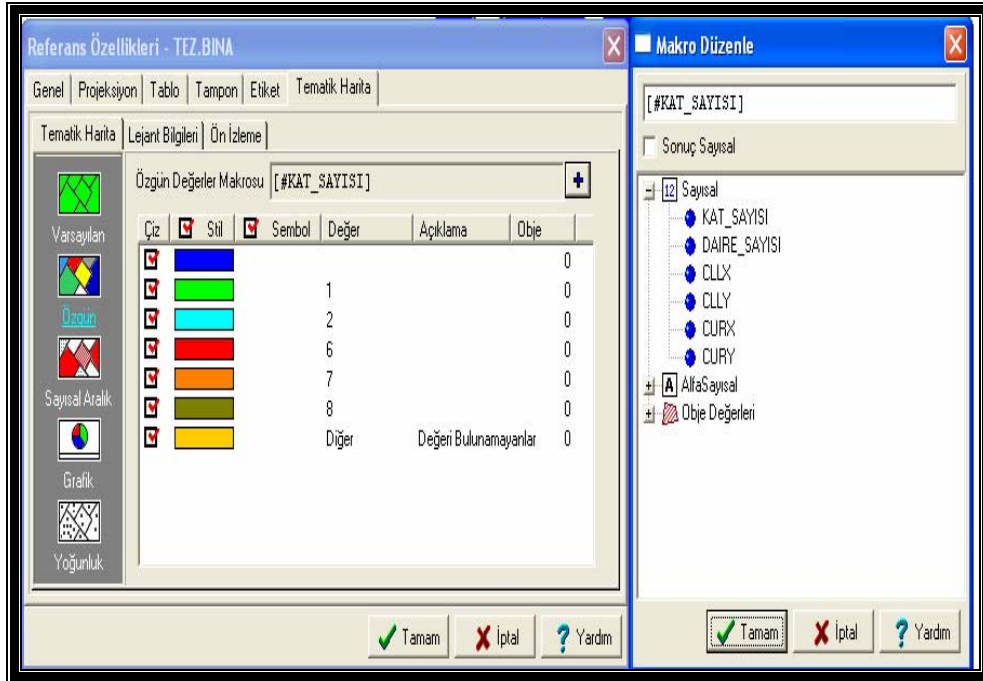 Referans Özellikleri - TEZ.BINA
Genel Projeksiyon Tablo Tampon Etiket Tematik Harita
Tematik Harita Lejant Bilgileri Ön İzleme
Varsayılan
Özgün
Sayısal Aralık
Grafik
Yoğunluk
Özgün Değerler Makrosu [#KAT_SAYISI]
Çiz Stil Sembol Değer Açıklama Obje
0
1 0
2 0
6 0
7 0
8 0
Diğer Değeri Bulunamayanlar 0
Tamam İptal ? Yardım
Makro Düzenle
[#KAT_SAYISI]
Sonuç Sayısal
12 Sayısal
KAT_SAYISI
DAIRE_SAYISI
CLLX
CLLY
CURX
CURY
A AlfaSayısal
Obje Değerleri
Tamam İptal ? Yardım